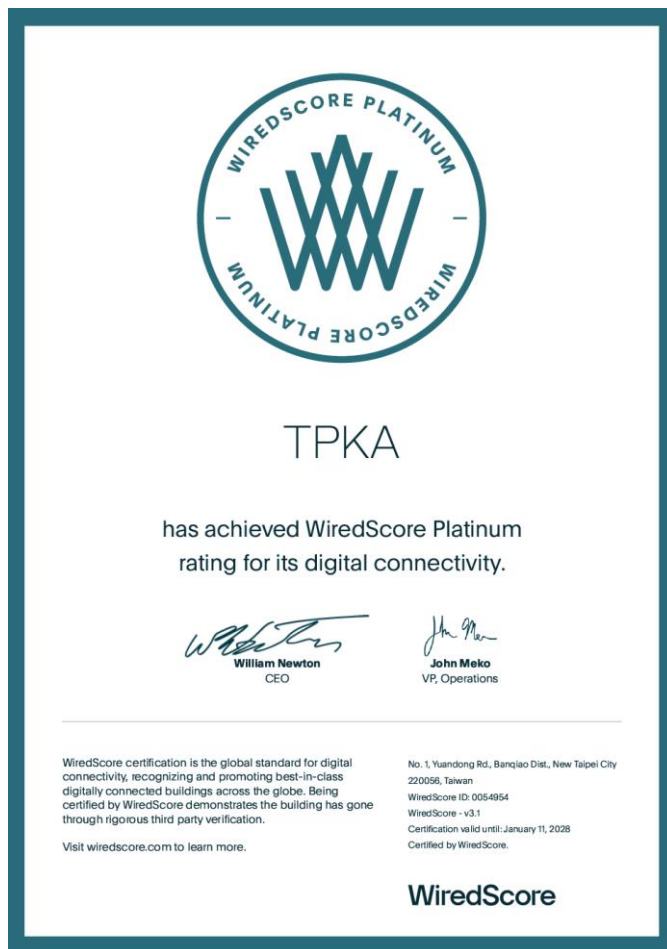 WIREDSCORE PLATINUM
WIREDSCORE PLATINUM
TPKA
has achieved WiredScore Platinum
rating for its digital connectivity.
William Newton
CEO
John Meko
VP, Operations
WiredScore certification is the global standard for digital
connectivity, recognizing and promoting best-in-class
digitally connected buildings across the globe. Being
certified by WiredScore demonstrates the building has gone
through rigorous third party verification.
Visit wiredscore.com to learn more.
No. 1, Yuandong Rd., Banqiao Dist., New Taipei City
220056, Taiwan
WiredScore ID: 0054954
WiredScore - v3.1
Certification valid until: January 11, 2028
Certified by WiredScore.
WiredScore